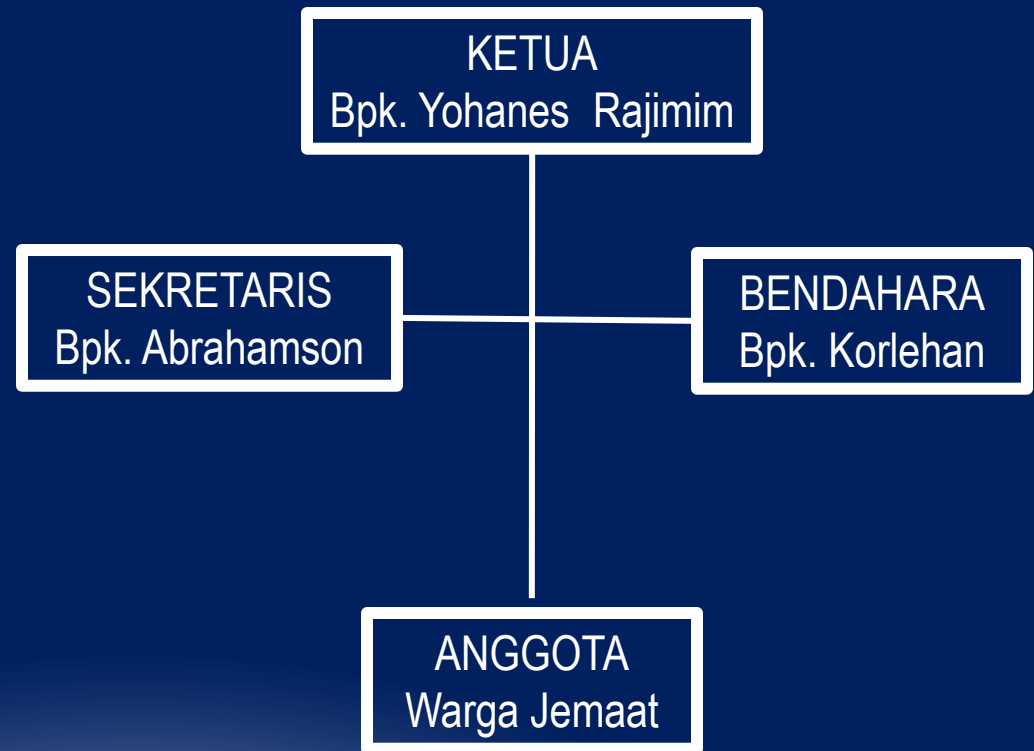 KETUA
Bpk. Yohanes  Rajimim
SEKRETARIS
Bpk. Abrahamson
BENDAHARA
Bpk. Korlehan
ANGGOTA
Warga Jemaat